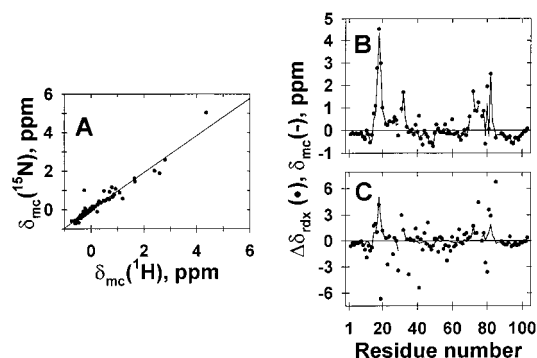 A
δmc(¹⁵N), ppm
6
4
2
0
0 2 4 6
δmc(¹H), ppm
B
5
4
3
2
1
0
-1
C
6
3
0
-3
-6
Δδrdx(•), δmc(-), ppm
1 20 40 60 80 100
Residue number